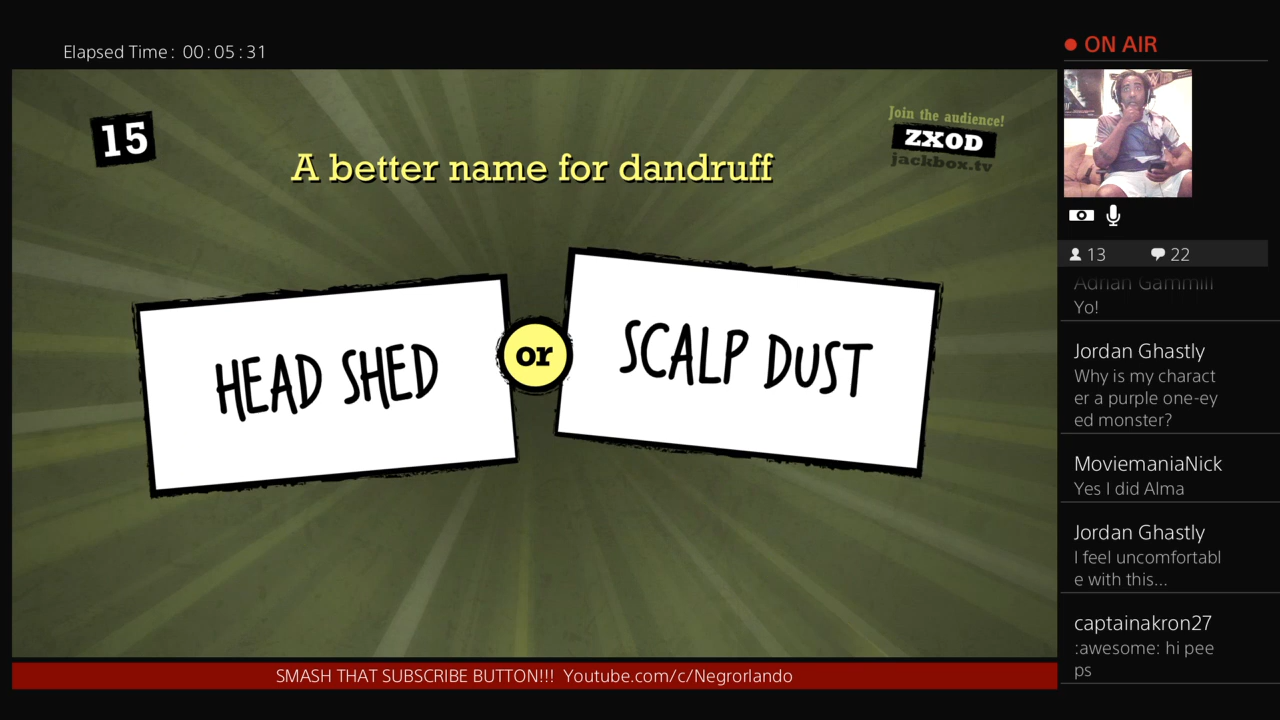 Elapsed Time: 00:05:31
ON AIR
15
Join the audience!
ZXOD
jackbox.tv
A better name for dandruff
HEAD SHED
or
SCALP DUST
13
22
Adrian Gammill
Yo!
Jordan Ghastly
Why is my charact
er a purple one-ey
ed monster?
MoviemaniaNick
Yes I did Alma
Jordan Ghastly
I feel uncomfortabl
e with this...
captainakron27
:awesome: hi pee
ps
SMASH THAT SUBSCRIBE BUTTON!!! Youtube.com/c/Negrorlando